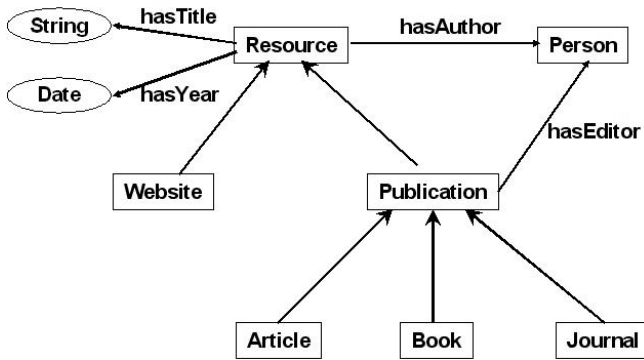 String
hasTitle
Resource
hasAuthor
Person
Date
hasYear
hasEditor
Website
Publication
Article
Book
Journal